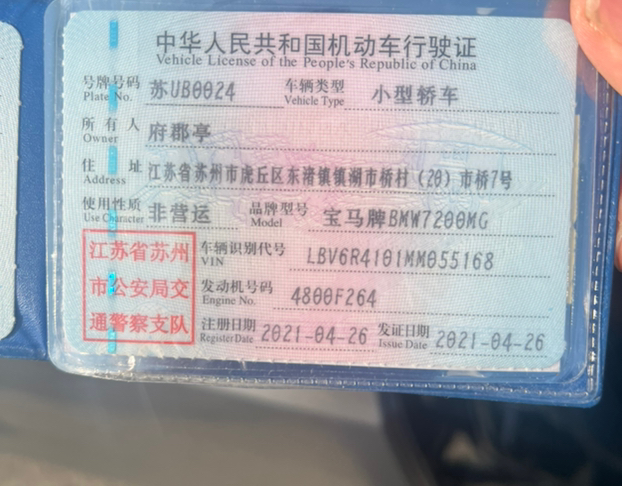 中华人民共和国机动车行驶证
Vehicle License of the People's Republic of China
号牌号码 苏UB0024 车辆类型 小型轿车
Plate No. Vehicle Type
所有人 府郡亭
Owner
住址 江苏省苏州市虎丘区东渚镇镇湖市桥村(20)市桥7号
Address
使用性质 非营运 品牌型号 宝马牌BMW7200MG
Use Character Model
江苏省苏州 车辆识别代号 LBV6R4101MM055168
VIN
市公安局交 发动机号码 4800F264
Engine No.
通警察支队 注册日期 2021-04-26 发证日期 2021-04-26
Register Date Issue Date